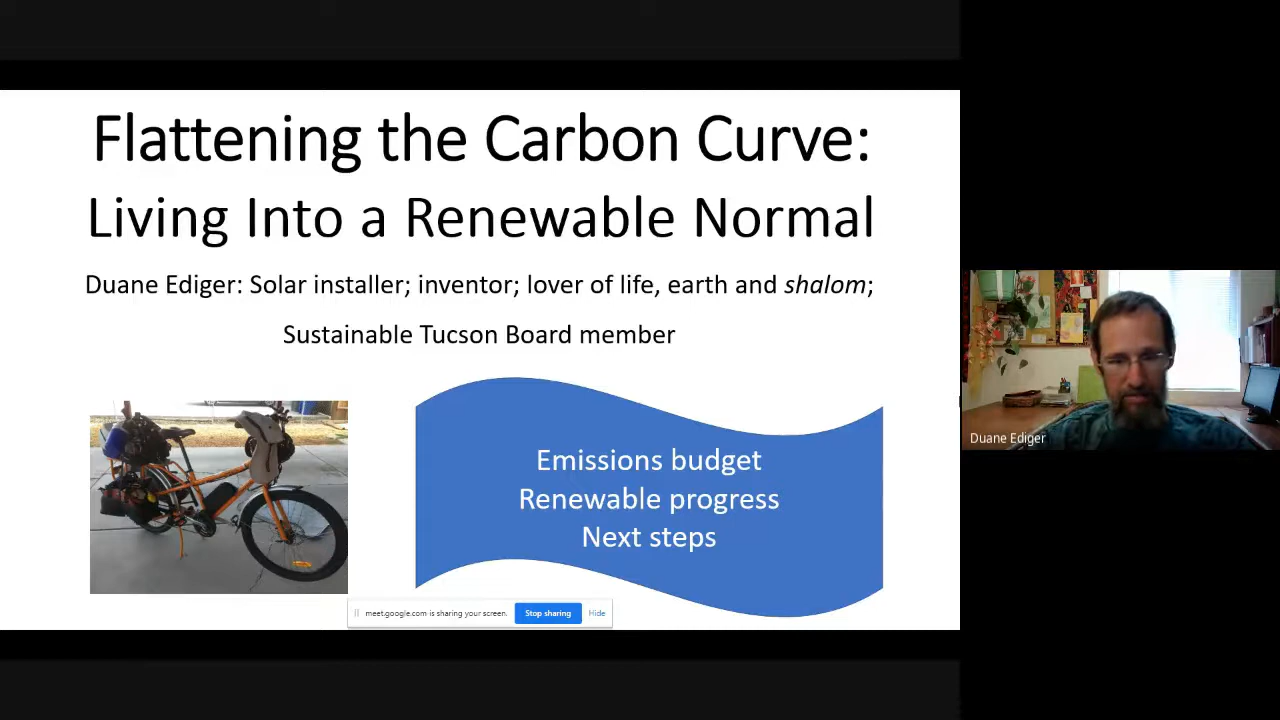 Flattening the Carbon Curve:
Living Into a Renewable Normal
Duane Ediger: Solar installer; inventor; lover of life, earth and shalom;
Sustainable Tucson Board member
Emissions budget
Renewable progress
Next steps
meet.google.com is sharing your screen.
Stop sharing
Hide
Duane Ediger